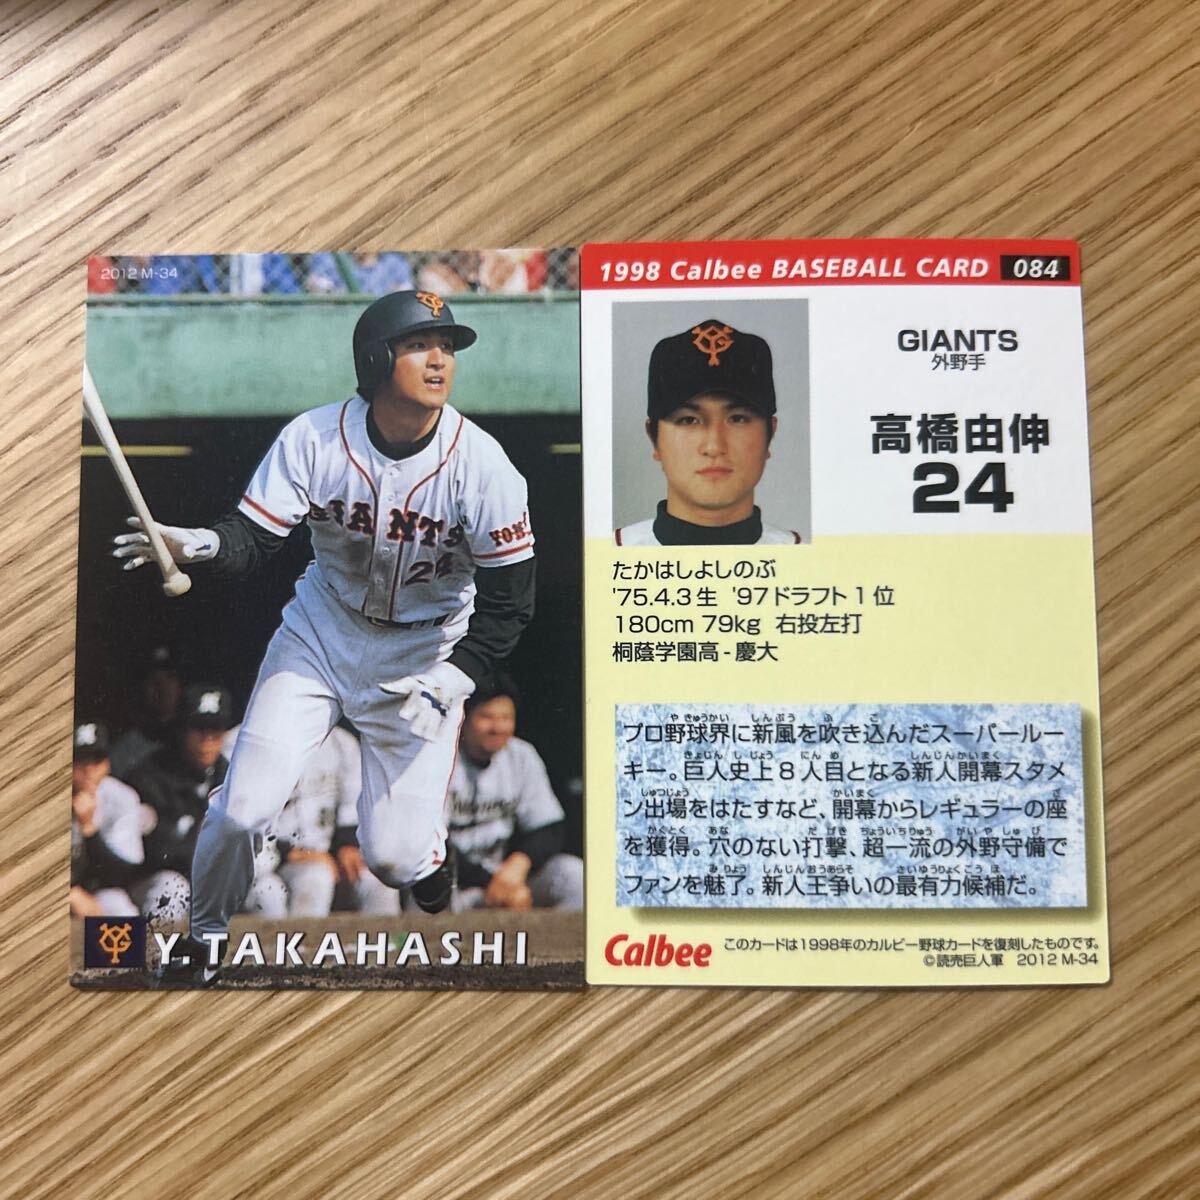 2012 M-34
GIANTS
24
Y.TAKAHASHI
1998 Calbee BASEBALL CARD 084
GIANTS
外野手
高橋由伸
24
たかはしよしのぶ
'75.4.3生 '97ドラフト1位
180cm 79kg 右投左打
桐蔭学園高-慶大
プロ野球界に新風を吹き込んだスーパールー
キー。巨人史上8人目となる新人開幕スタメ
ン出場をはたすなど、開幕からレギュラーの座
を獲得。穴のない打撃、超一流の外野守備で
ファンを魅了。新人王争いの最有力候補だ。
Calbee
このカードは1998年のカルビー野球カードを復刻したものです。
©読売巨人軍 2012 M-34